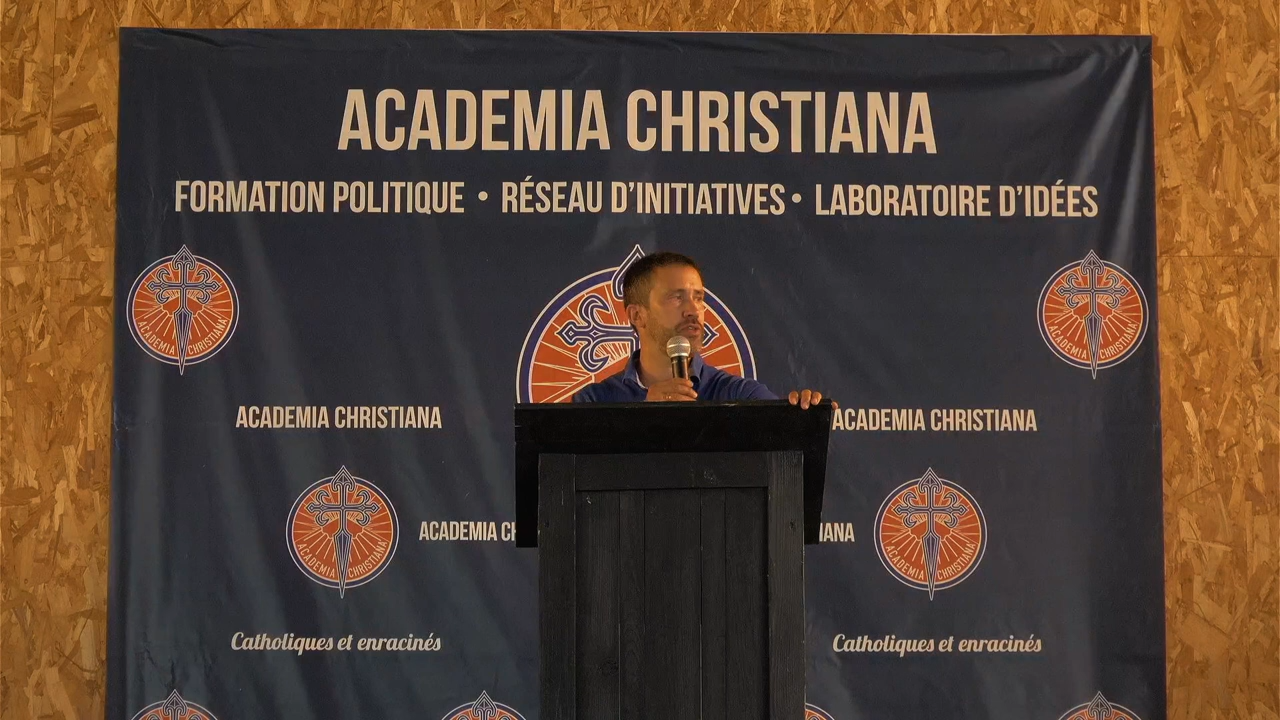 ACADEMIA CHRISTIANA
FORMATION POLITIQUE • RÉSEAU D'INITIATIVES • LABORATOIRE D'IDÉES
ACADEMIA CHRISTIANA
ACADEMIA CHRISTIANA
ACADEMIA CHRISTIANA
ACADEMIA CHRISTIANA
ACADEMIA CHRISTIANA
ACADEMIA CHRISTIANA
Catholiques et enracinés
Catholiques et enracinés